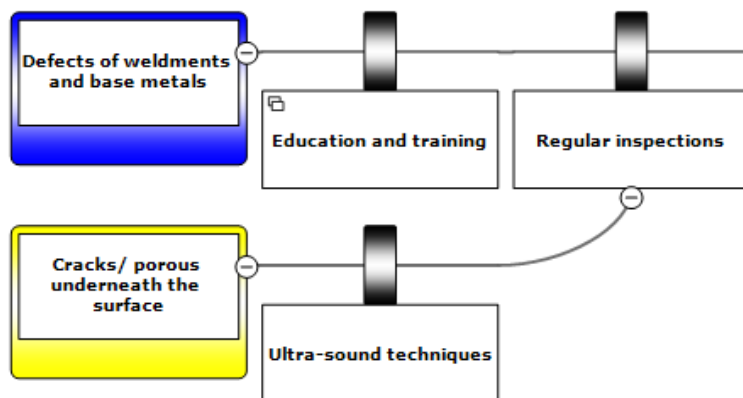 Defects of weldments
and base metals
Education and training
Regular inspections
Cracks/ porous
underneath the
surface
Ultra-sound techniques